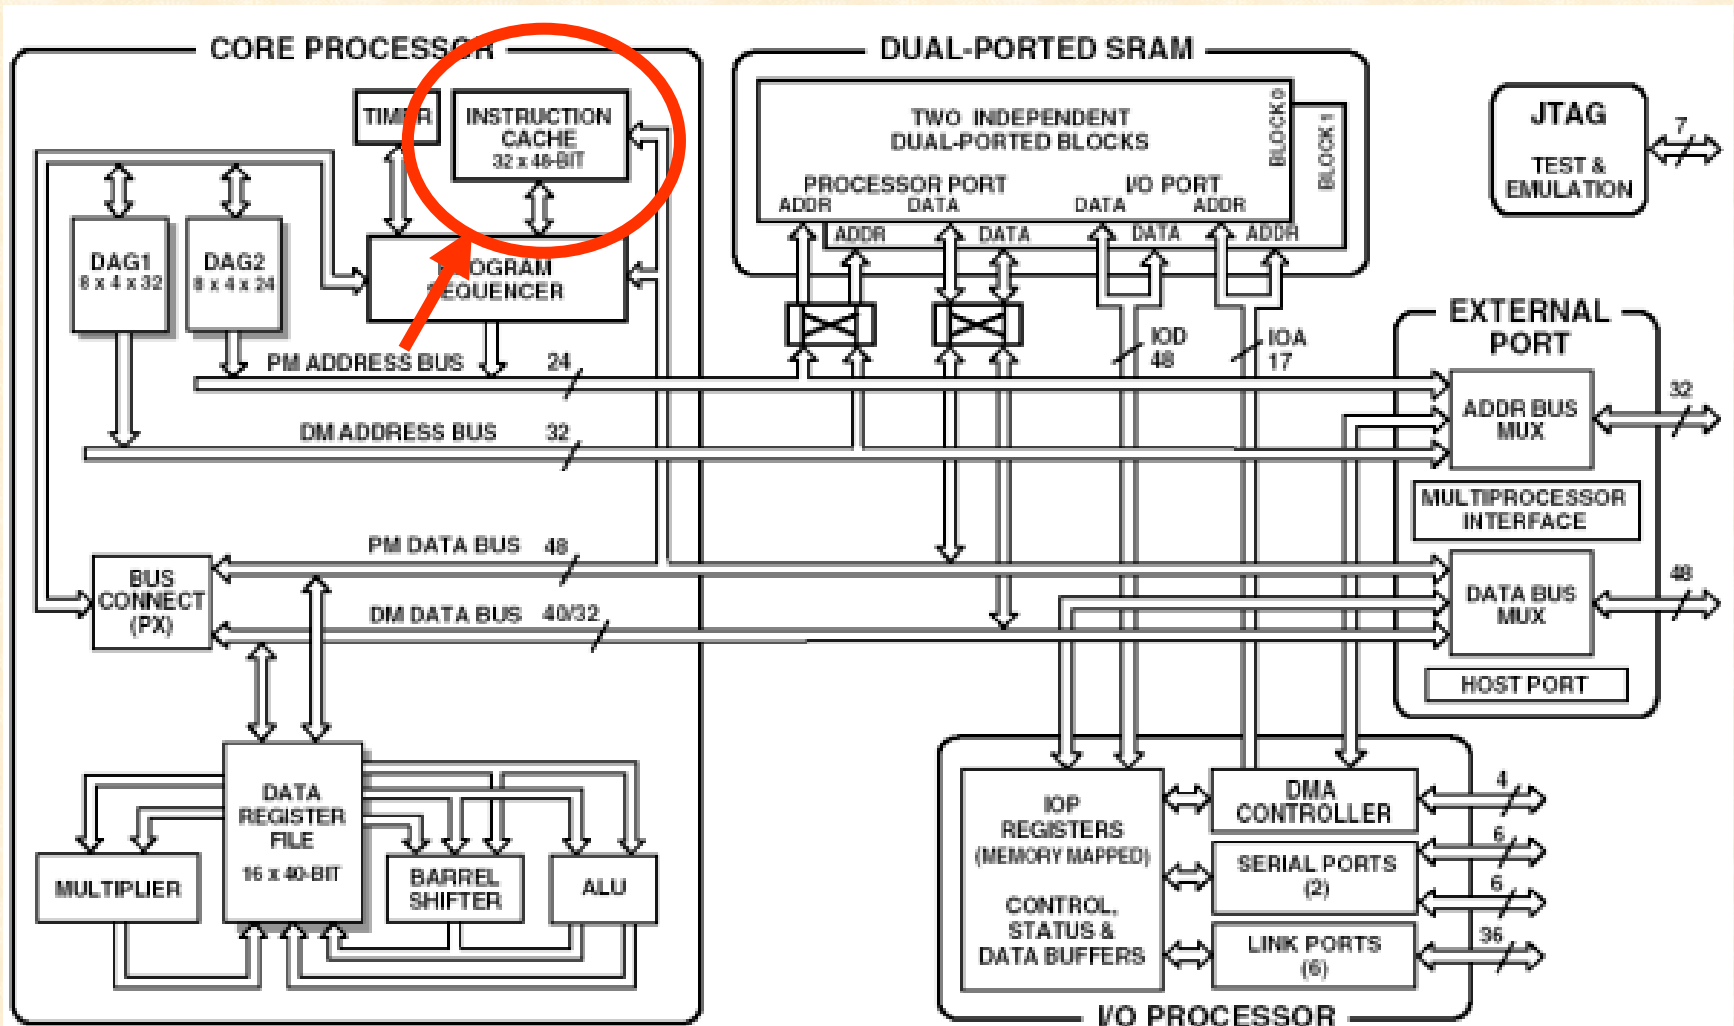 CORE PROCESSOR
TIMER
INSTRUCTION
CACHE
32 x 48-BIT
DAG1
8 x 4 x 32
DAG2
8 x 4 x 24
PROGRAM
SEQUENCER
PM ADDRESS BUS 24
DM ADDRESS BUS 32
PM DATA BUS 48
DM DATA BUS 40/32
BUS
CONNECT
(PX)
DATA
REGISTER
FILE
16 x 40-BIT
MULTIPLIER
BARREL
SHIFTER
ALU
DUAL-PORTED SRAM
TWO INDEPENDENT
DUAL-PORTED BLOCKS
BLOCK 0
BLOCK 1
PROCESSOR PORT I/O PORT
ADDR DATA DATA ADDR
ADDR DATA DATA ADDR
IOD
48
IOA
17
JTAG
TEST &
EMULATION
7
EXTERNAL
PORT
ADDR BUS
MUX
32
MULTIPROCESSOR
INTERFACE
DATA BUS
MUX
48
HOST PORT
IOP
REGISTERS
(MEMORY MAPPED)
CONTROL,
STATUS &
DATA BUFFERS
DMA
CONTROLLER
4
SERIAL PORTS
(2)
6
6
LINK PORTS
(6)
36
I/O PROCESSOR